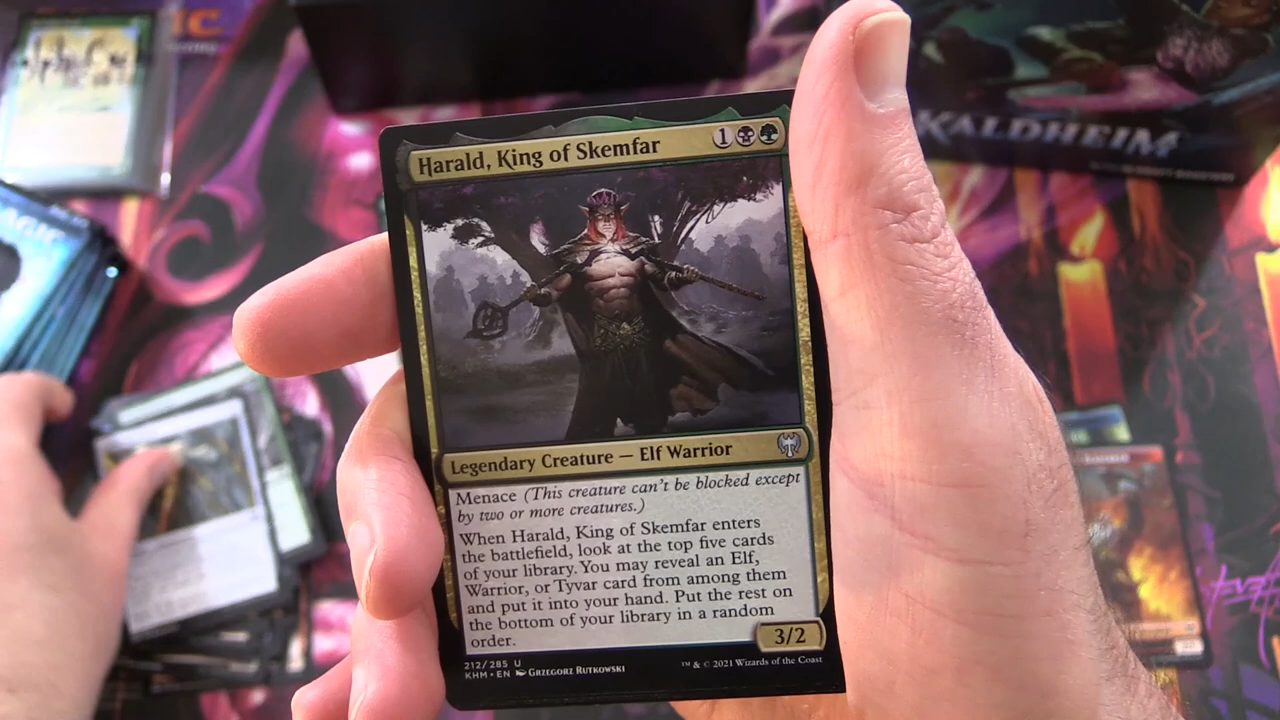 KALDHEIM
MAGIC
Harald, King of Skemfar
1
Legendary Creature — Elf Warrior
Menace (This creature can't be blocked except
by two or more creatures.)
When Harald, King of Skemfar enters
the battlefield, look at the top five cards
of your library. You may reveal an Elf,
Warrior, or Tyvar card from among them
and put it into your hand. Put the rest on
the bottom of your library in a random
order.
3/2
212/285 U
KHM • EN GRZEGORZ RUTKOWSKI
™ & © 2021 Wizards of the Coast